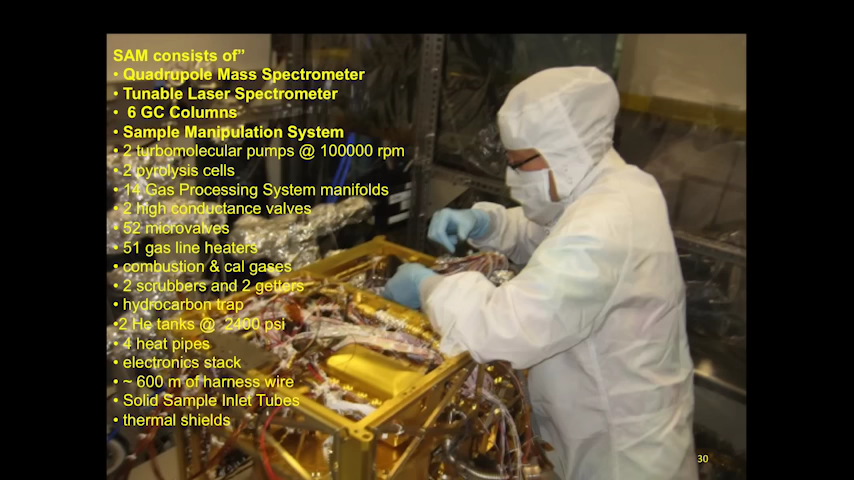 SAM consists of”
• Quadrupole Mass Spectrometer
• Tunable Laser Spectrometer
• 6 GC Columns
• Sample Manipulation System
• 2 turbomolecular pumps @ 100000 rpm
• 2 pyrolysis cells
• 14 Gas Processing System manifolds
• 2 high conductance valves
• 52 microvalves
• 51 gas line heaters
• combustion & cal gases
• 2 scrubbers and 2 getters
• hydrocarbon trap
•2 He tanks @ 2400 psi
• 4 heat pipes
• electronics stack
• ~ 600 m of harness wire
• Solid Sample Inlet Tubes
• thermal shields
30